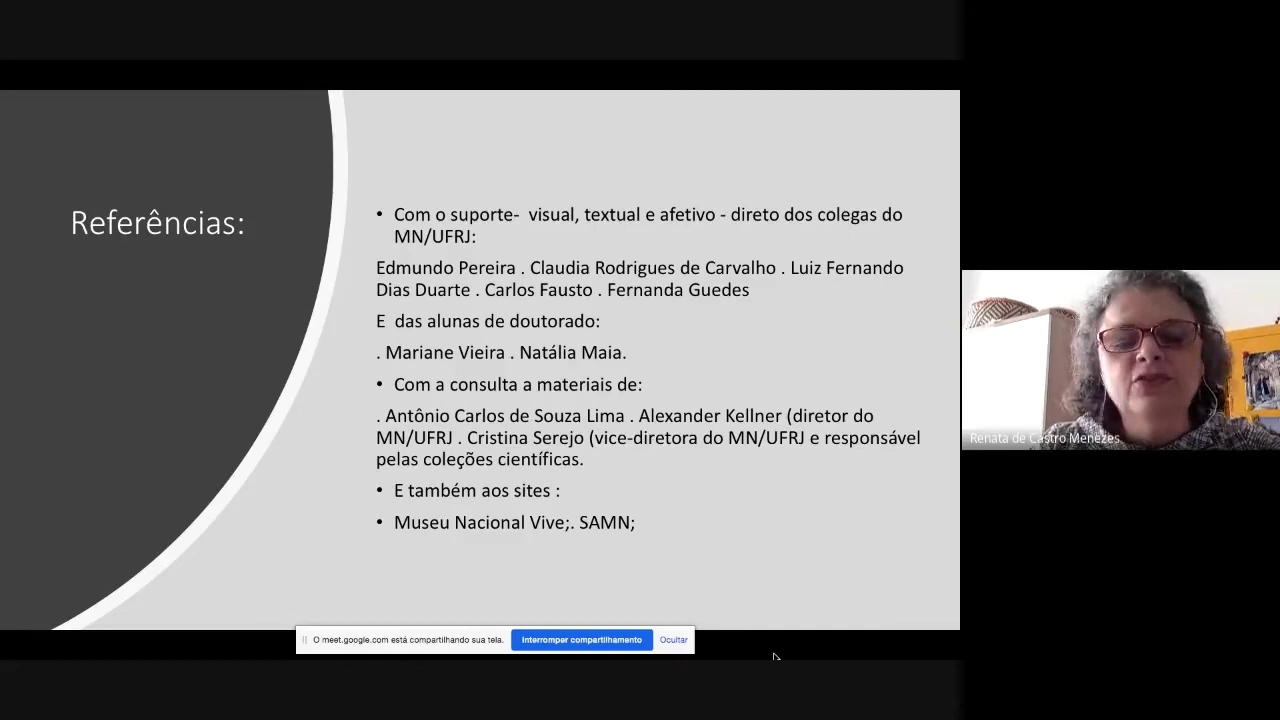 Referências:
• Com o suporte-  visual, textual e afetivo - direto dos colegas do
MN/UFRJ:
Edmundo Pereira . Claudia Rodrigues de Carvalho . Luiz Fernando
Dias Duarte . Carlos Fausto . Fernanda Guedes
E  das alunas de doutorado:
. Mariane Vieira . Natália Maia.
• Com a consulta a materiais de:
. Antônio Carlos de Souza Lima . Alexander Kellner (diretor do
MN/UFRJ . Cristina Serejo (vice-diretora do MN/UFRJ e responsável
pelas coleções científicas.
• E também aos sites :
• Museu Nacional Vive;. SAMN;
Renata de Castro Menezes
O meet.google.com está compartilhando sua tela. Interromper compartilhamento Ocultar